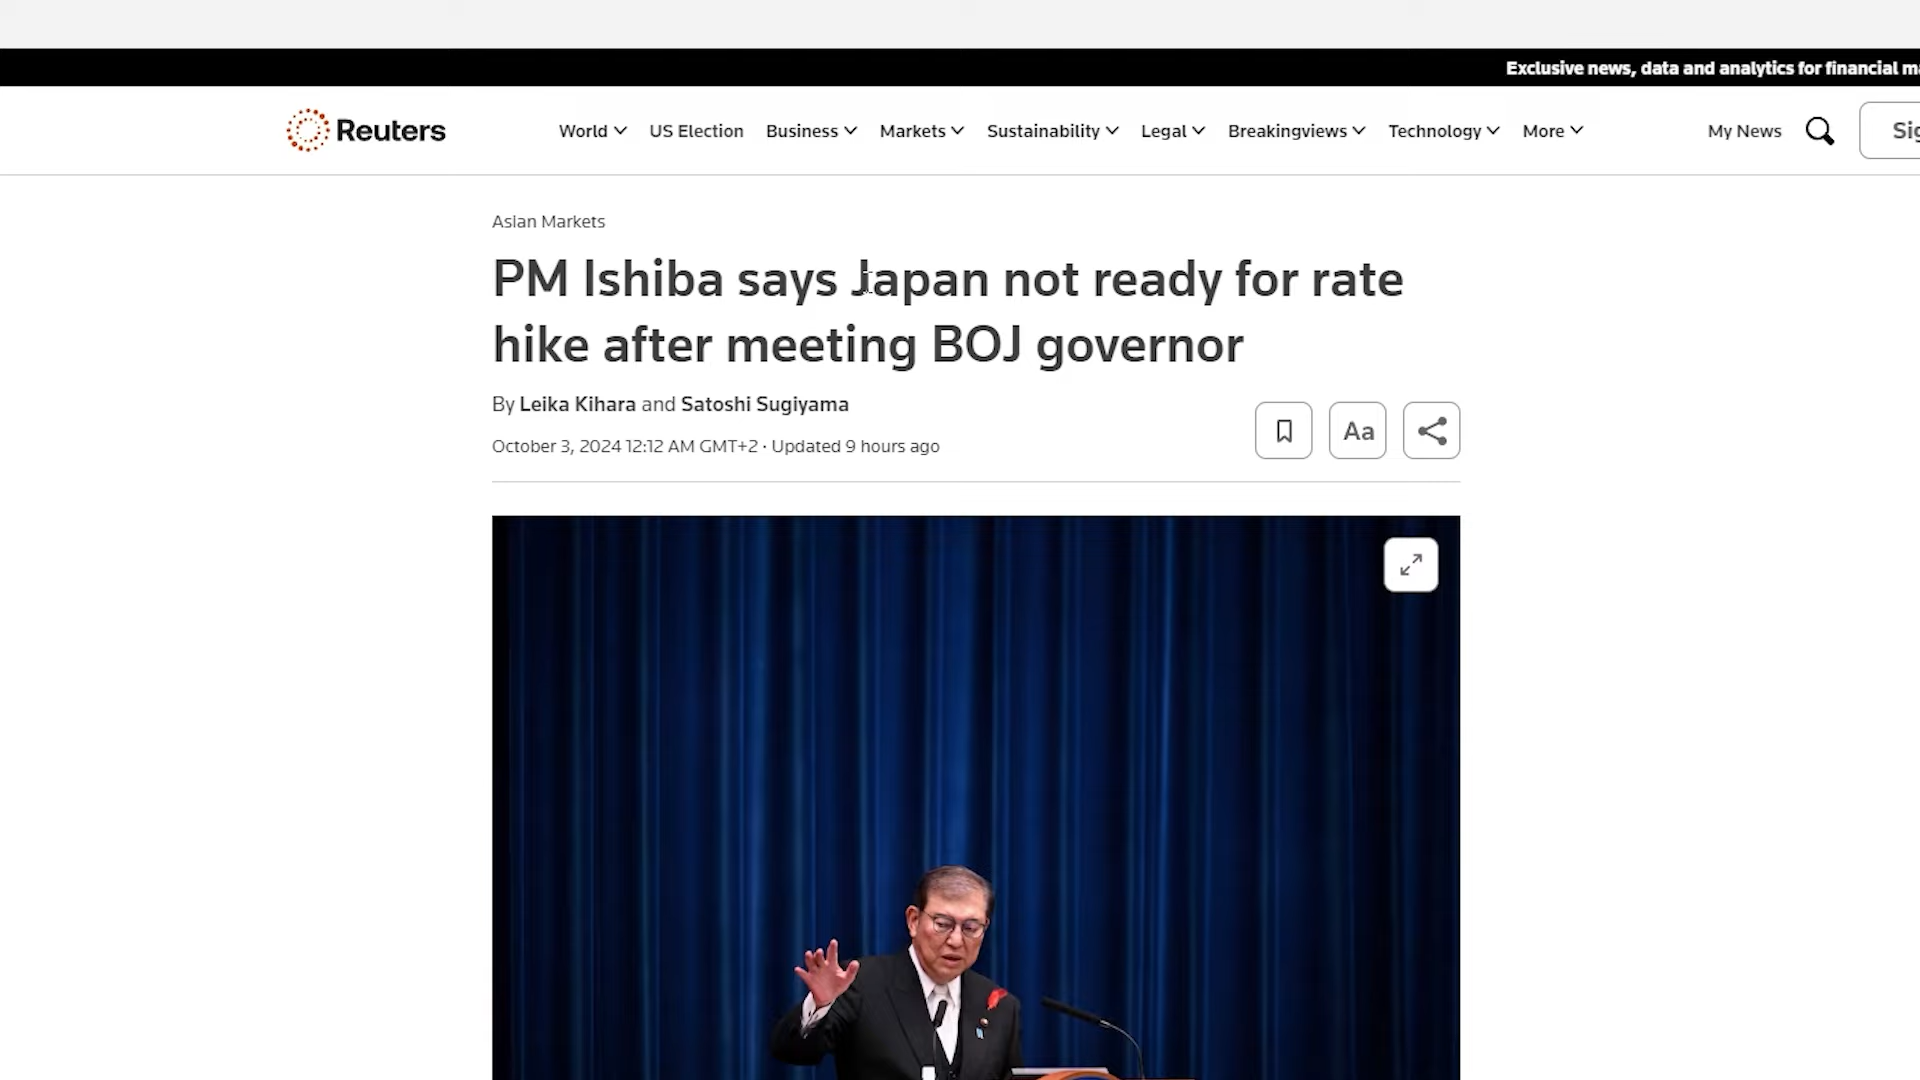 Exclusive news, data and analytics for financial
Reuters
World US Election Business Markets Sustainability Legal Breakingviews Technology More My News
Asian Markets
PM Ishiba says Japan not ready for rate
hike after meeting BOJ governor
By Leika Kihara and Satoshi Sugiyama
October 3, 2024 12:12 AM GMT+2 · Updated 9 hours ago
Aa